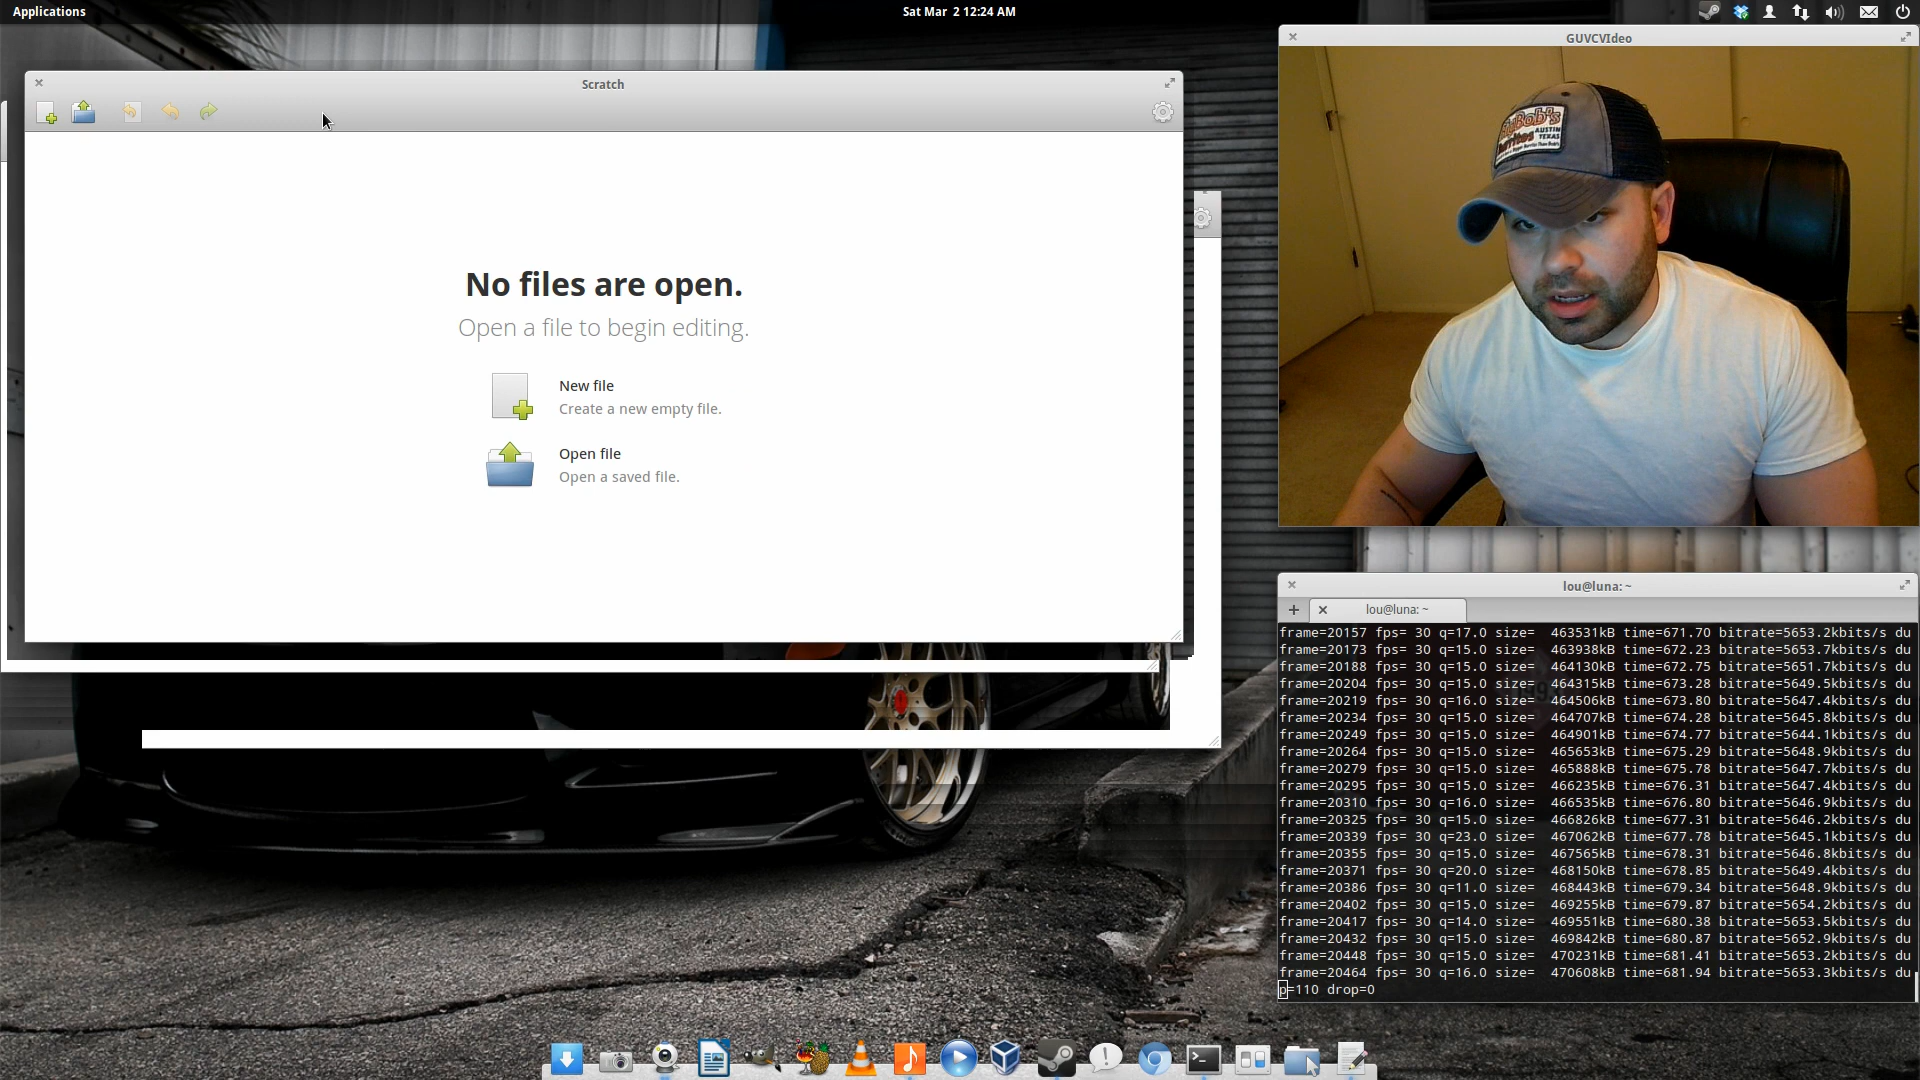 Applications
Sat Mar 2 12:24 AM
Scratch
No files are open.
Open a file to begin editing.
New file
Create a new empty file.
Open file
Open a saved file.
GUVCVIdeo
BigBob's
Burritos
AUSTIN
TEXAS
lou@luna: ~
lou@luna: ~
frame=20157 fps= 30 q=17.0 size=  463531kB time=671.70 bitrate=5653.2kbits/s du
frame=20173 fps= 30 q=15.0 size=  463938kB time=672.23 bitrate=5653.7kbits/s du
frame=20188 fps= 30 q=15.0 size=  464130kB time=672.75 bitrate=5651.7kbits/s du
frame=20204 fps= 30 q=15.0 size=  464315kB time=673.28 bitrate=5649.5kbits/s du
frame=20219 fps= 30 q=16.0 size=  464506kB time=673.80 bitrate=5647.4kbits/s du
frame=20234 fps= 30 q=15.0 size=  464707kB time=674.28 bitrate=5645.8kbits/s du
frame=20249 fps= 30 q=15.0 size=  464901kB time=674.77 bitrate=5644.1kbits/s du
frame=20264 fps= 30 q=15.0 size=  465653kB time=675.29 bitrate=5648.9kbits/s du
frame=20279 fps= 30 q=15.0 size=  465888kB time=675.78 bitrate=5647.7kbits/s du
frame=20295 fps= 30 q=15.0 size=  466235kB time=676.31 bitrate=5647.4kbits/s du
frame=20310 fps= 30 q=16.0 size=  466535kB time=676.80 bitrate=5646.9kbits/s du
frame=20325 fps= 30 q=15.0 size=  466826kB time=677.31 bitrate=5646.2kbits/s du
frame=20339 fps= 30 q=23.0 size=  467062kB time=677.78 bitrate=5645.1kbits/s du
frame=20355 fps= 30 q=15.0 size=  467565kB time=678.31 bitrate=5646.8kbits/s du
frame=20371 fps= 30 q=20.0 size=  468150kB time=678.85 bitrate=5649.4kbits/s du
frame=20386 fps= 30 q=11.0 size=  468443kB time=679.34 bitrate=5648.9kbits/s du
frame=20402 fps= 30 q=15.0 size=  469255kB time=679.87 bitrate=5654.2kbits/s du
frame=20417 fps= 30 q=14.0 size=  469551kB time=680.38 bitrate=5653.5kbits/s du
frame=20432 fps= 30 q=15.0 size=  469842kB time=680.87 bitrate=5652.9kbits/s du
frame=20448 fps= 30 q=15.0 size=  470231kB time=681.41 bitrate=5653.2kbits/s du
frame=20464 fps= 30 q=16.0 size=  470608kB time=681.94 bitrate=5653.3kbits/s du
p=110 drop=0